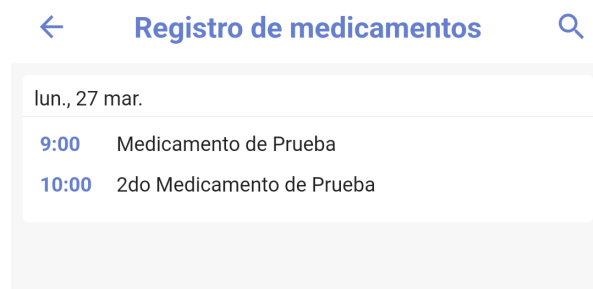 Registro de medicamentos
lun., 27 mar.
9:00 Medicamento de Prueba
10:00 2do Medicamento de Prueba